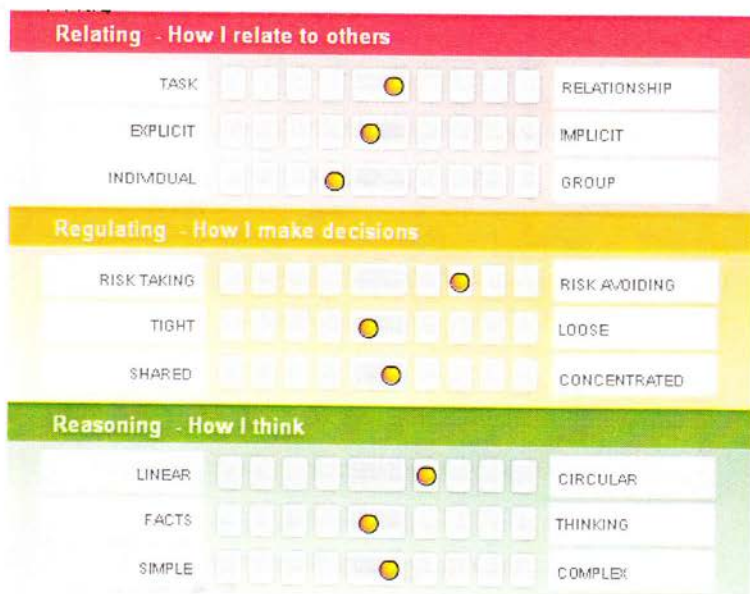 Relating - How I relate to others
TASK RELATIONSHIP
EXPLICIT IMPLICIT
INDIVIDUAL GROUP
Regulating - How I make decisions
RISK TAKING RISK AVOIDING
TIGHT LOOSE
SHARED CONCENTRATED
Reasoning - How I think
LINEAR CIRCULAR
FACTS THINKING
SIMPLE COMPLEX